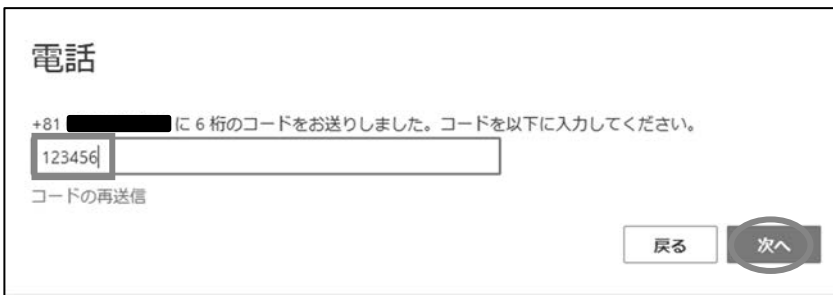 電話
+81 に 6 桁のコードをお送りしました。コードを以下に入力してください。
123456
コードの再送信
戻る 次へ